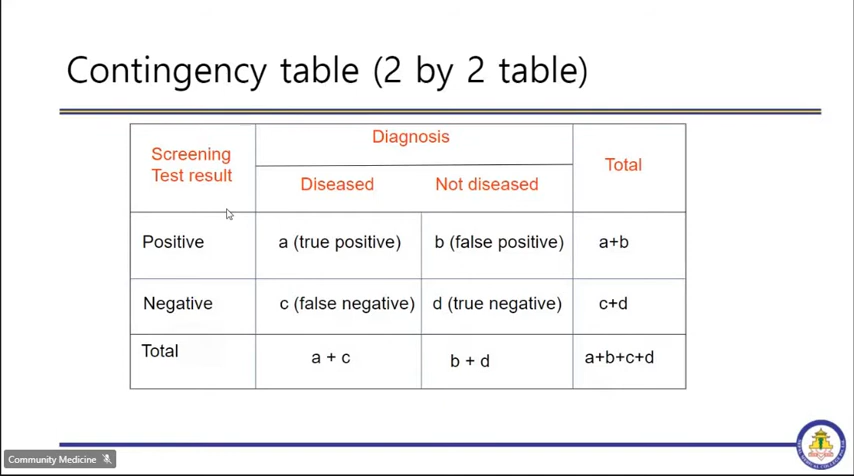 Contingency table (2 by 2 table)
Screening
Test result
Diagnosis
Total
Diseased
Not diseased
Positive
a (true positive)
b (false positive)
a+b
Negative
c (false negative)
d (true negative)
c+d
Total
a + c
b + d
a+b+c+d
Community Medicine